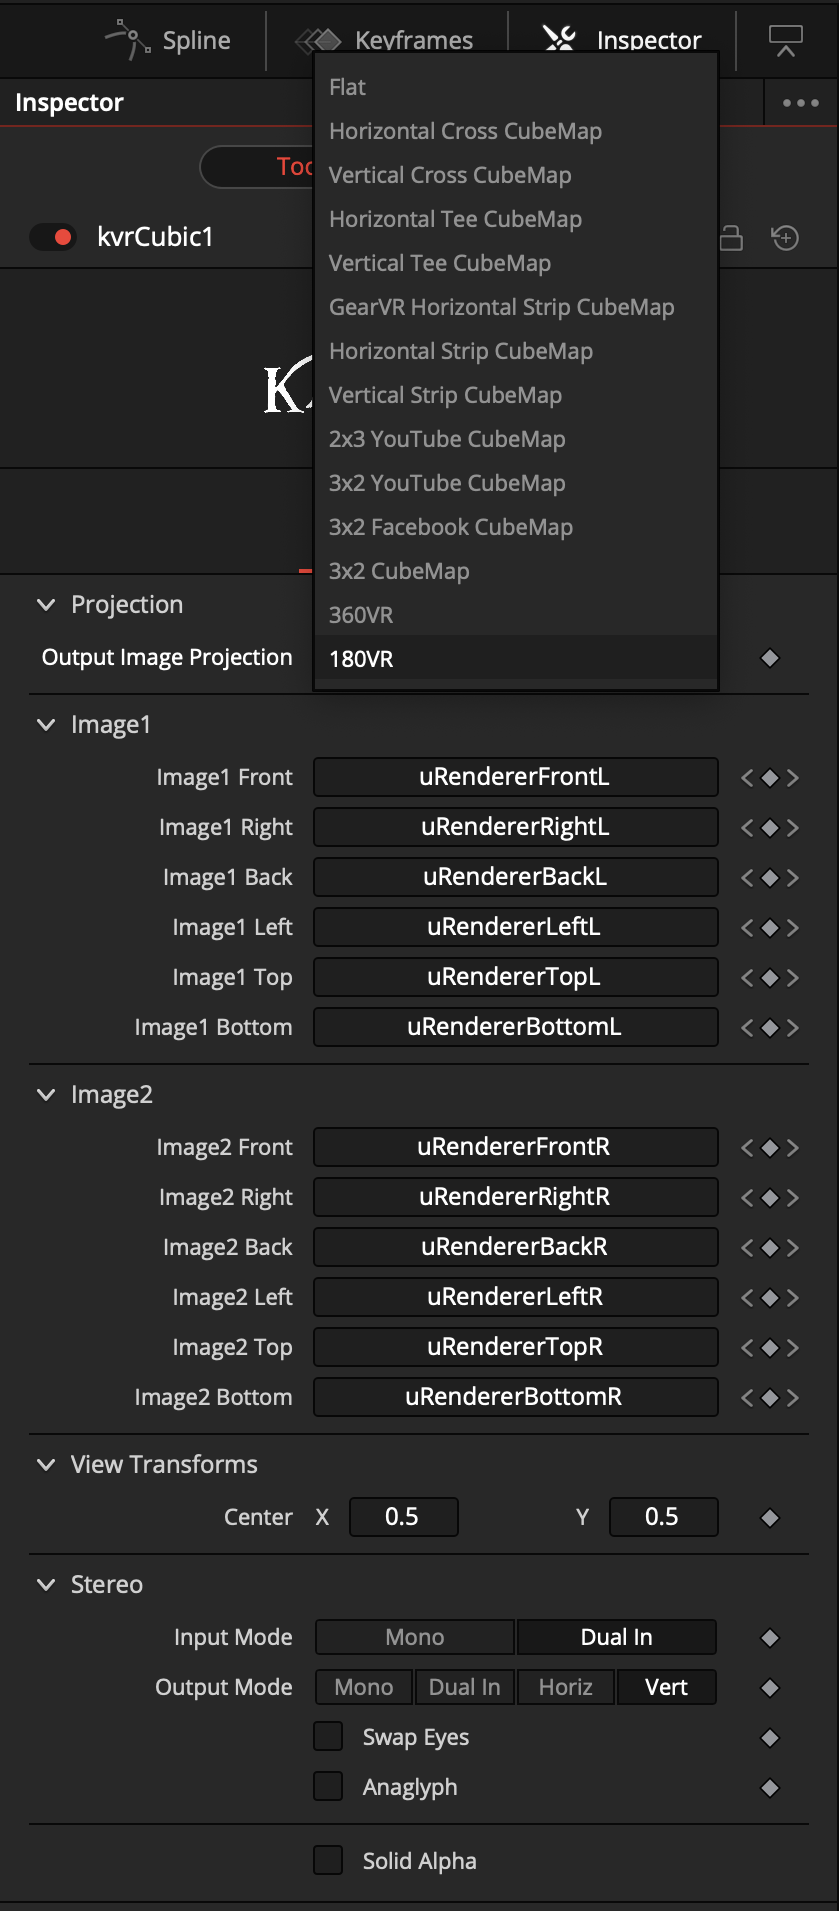 Spline Keyframes Inspector
Inspector
kvrCubic1
K
Flat
Horizontal Cross CubeMap
Vertical Cross CubeMap
Horizontal Tee CubeMap
Vertical Tee CubeMap
GearVR Horizontal Strip CubeMap
Horizontal Strip CubeMap
Vertical Strip CubeMap
2x3 YouTube CubeMap
3x2 YouTube CubeMap
3x2 Facebook CubeMap
3x2 CubeMap
360VR
180VR
Projection
Output Image Projection
Image1
Image1 Front uRendererFrontL
Image1 Right uRendererRightL
Image1 Back uRendererBackL
Image1 Left uRendererLeftL
Image1 Top uRendererTopL
Image1 Bottom uRendererBottomL
Image2
Image2 Front uRendererFrontR
Image2 Right uRendererRightR
Image2 Back uRendererBackR
Image2 Left uRendererLeftR
Image2 Top uRendererTopR
Image2 Bottom uRendererBottomR
View Transforms
Center X 0.5 Y 0.5
Stereo
Input Mode Mono Dual In
Output Mode Mono Dual In Horiz Vert
Swap Eyes
Anaglyph
Solid Alpha